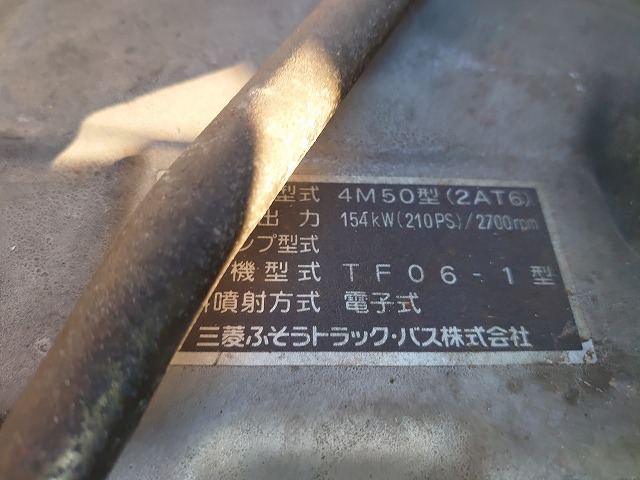 型式 4M50型(2AT6)
出力 154kW(210PS)/2700rpm
ンプ型式
機型式 TF06-1型
噴射方式 電子式
三菱ふそうトラック・バス株式会社